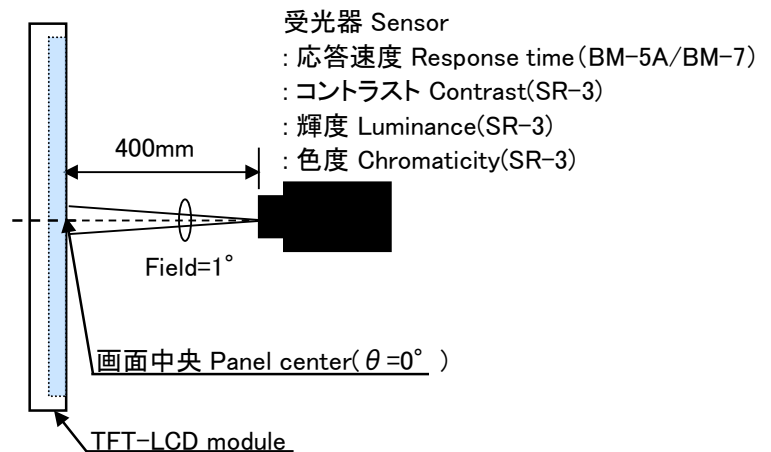 受光器 Sensor
: 応答速度 Response time(BM-5A/BM-7)
: コントラスト Contrast(SR-3)
: 輝度 Luminance(SR-3)
: 色度 Chromaticity(SR-3)
400mm
Field=1°
画面中央 Panel center(θ=0° )
TFT-LCD module